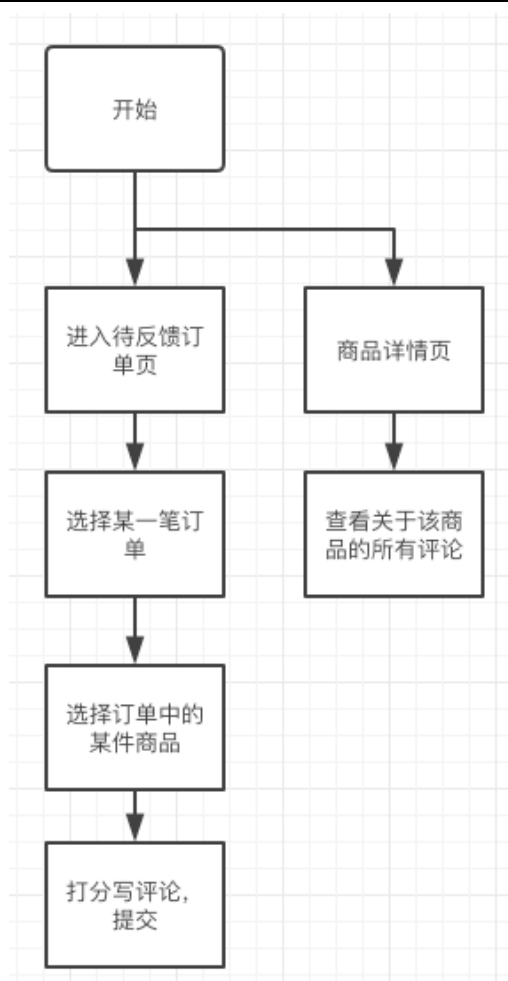 开始
进入待反馈订
单页
商品详情页
选择某一笔订
单
查看关于该商
品的所有评论
选择订单中的
某件商品
打分写评论，
提交